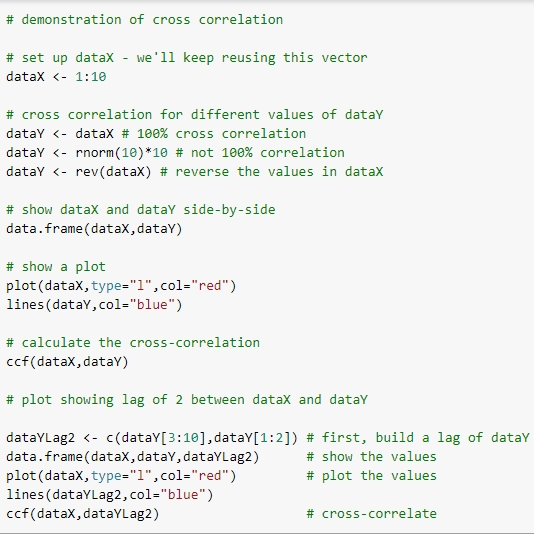 # demonstration of cross correlation
# set up dataX - we'll keep reusing this vector
dataX <- 1:10
# cross correlation for different values of dataY
dataY <- dataX # 100% cross correlation
dataY <- rnorm(10)*10 # not 100% correlation
dataY <- rev(dataX) # reverse the values in dataX
# show dataX and dataY side-by-side
data.frame(dataX,dataY)
# show a plot
plot(dataX,type="l",col="red")
lines(dataY,col="blue")
# calculate the cross-correlation
ccf(dataX,dataY)
# plot showing lag of 2 between dataX and dataY
dataYLag2 <- c(dataY[3:10],dataY[1:2]) # first, build a lag of dataY
data.frame(dataX,dataY,dataYLag2) # show the values
plot(dataX,type="l",col="red") # plot the values
lines(dataYLag2,col="blue")
ccf(dataX,dataYLag2) # cross-correlate